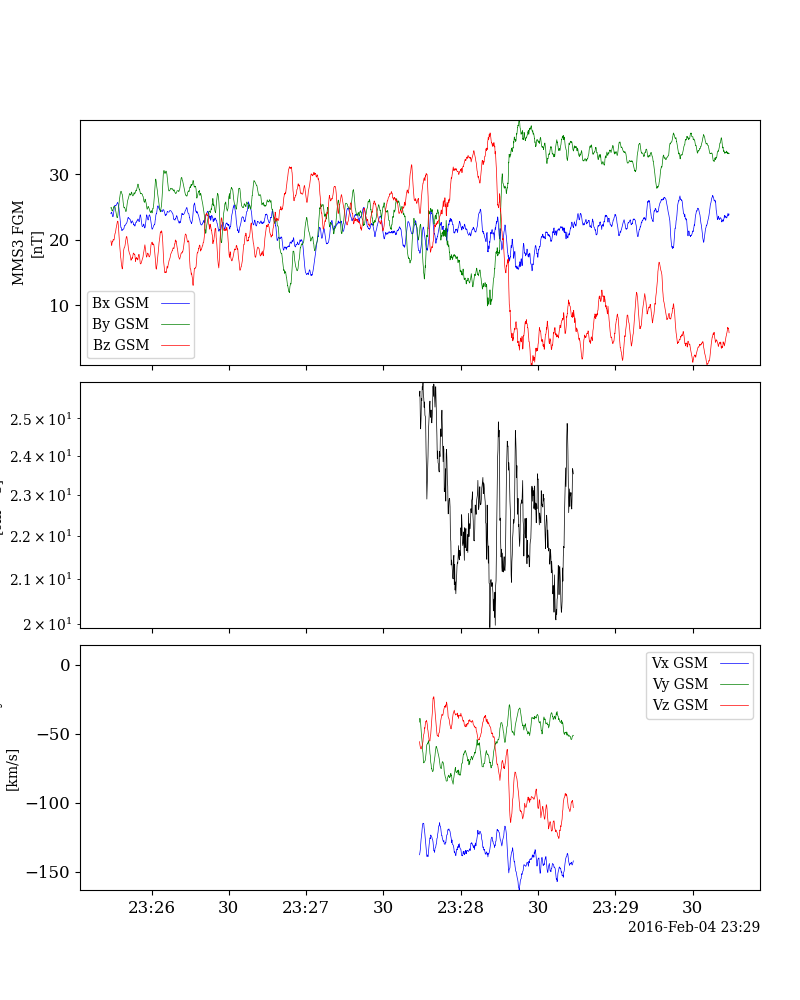 MMS3 FGM
[nT]
30
20
10
Bx GSM
By GSM
Bz GSM
2.5 × 10¹
2.4 × 10¹
2.3 × 10¹
2.2 × 10¹
2.1 × 10¹
2 × 10¹
[km/s]
0
−50
−100
−150
Vx GSM
Vy GSM
Vz GSM
23:26 30 23:27 30 23:28 30 23:29 30
2016-Feb-04 23:29